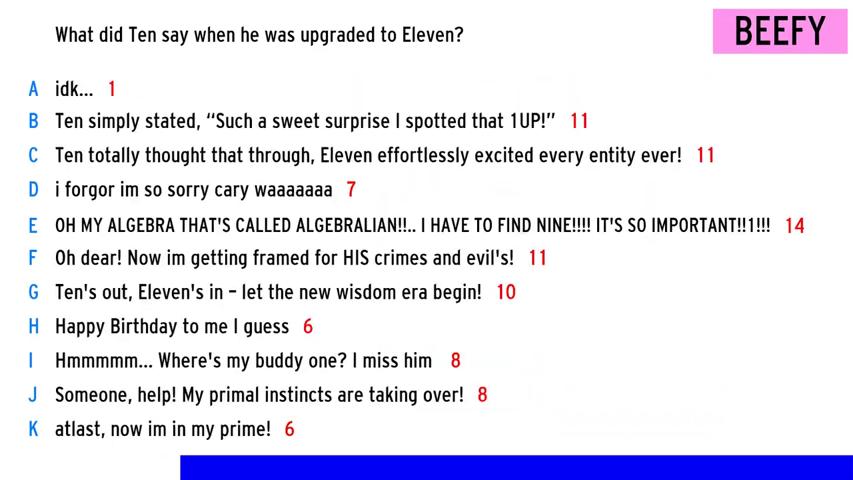 What did Ten say when he was upgraded to Eleven?
BEEFY
A idk... 1
B Ten simply stated, “Such a sweet surprise I spotted that 1UP!” 11
C Ten totally thought that through, Eleven effortlessly excited every entity ever! 11
D i forgor im so sorry cary waaaaaaa 7
E OH MY ALGEBRA THAT'S CALLED ALGEBRALIAN!!.. I HAVE TO FIND NINE!!!! IT'S SO IMPORTANT!!1!!! 14
F Oh dear! Now im getting framed for HIS crimes and evil's! 11
G Ten's out, Eleven's in – let the new wisdom era begin! 10
H Happy Birthday to me I guess 6
I Hmmmmm... Where's my buddy one? I miss him 8
J Someone, help! My primal instincts are taking over! 8
K atlast, now im in my prime! 6